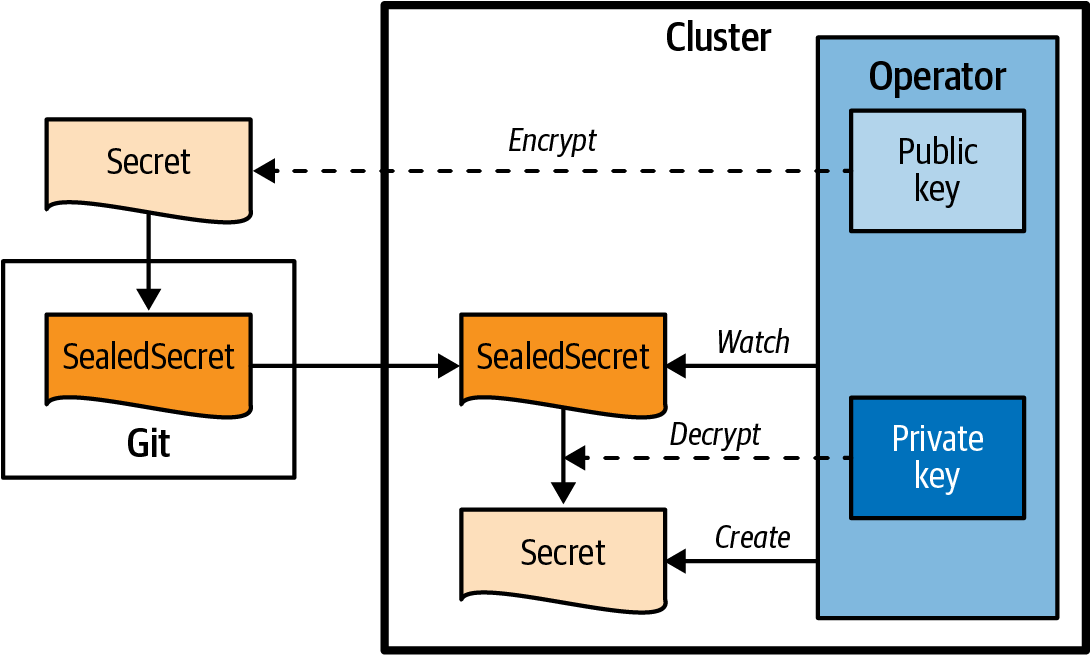 Cluster
Operator
Secret
Encrypt
Public
key
SealedSecret
Git
SealedSecret
Watch
Decrypt
Private
key
Secret
Create